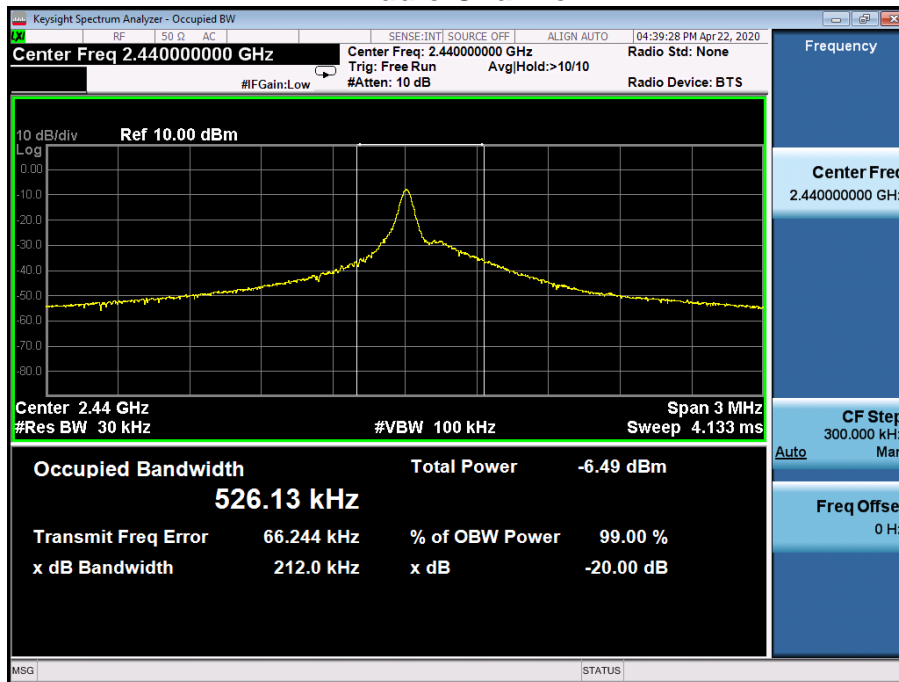 Keysight Spectrum Analyzer - Occupied BW
LXI RF 50 Ω AC SENSE:INT SOURCE OFF ALIGN AUTO 04:39:28 PM Apr 22, 2020
Center Freq 2.440000000 GHz
Center Freq: 2.440000000 GHz Radio Std: None
Trig: Free Run Avg|Hold:>10/10
#IFGain:Low #Atten: 10 dB Radio Device: BTS
Frequency
10 dB/div Ref 10.00 dBm
Log
0.00
-10.0
-20.0
-30.0
-40.0
-50.0
-60.0
-70.0
-80.0
Center 2.44 GHz Span 3 MHz
#Res BW 30 kHz #VBW 100 kHz Sweep 4.133 ms
Center Freq
2.440000000 GH
CF Step
300.000 kH
Auto Man
Freq Offse
0 H
Occupied Bandwidth Total Power -6.49 dBm
526.13 kHz
Transmit Freq Error 66.244 kHz % of OBW Power 99.00 %
x dB Bandwidth 212.0 kHz x dB -20.00 dB
MSG STATUS